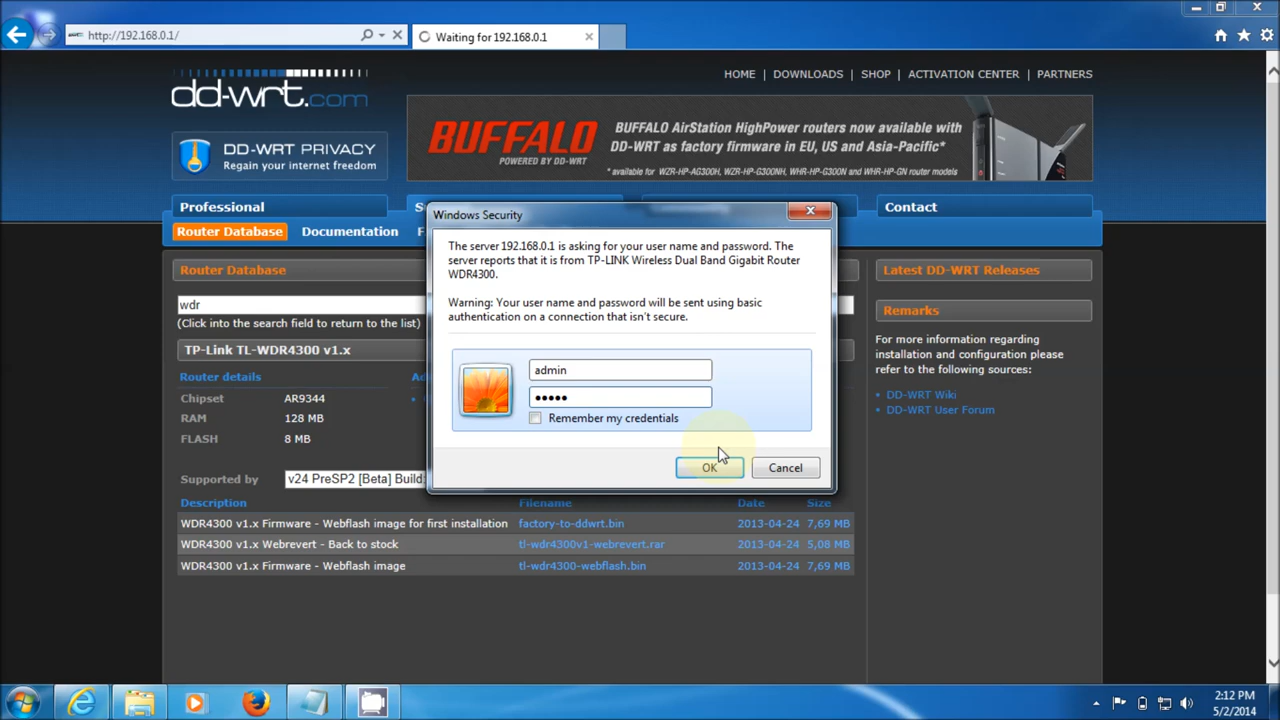 http://192.168.0.1/
Waiting for 192.168.0.1
dd-wrt.com
HOME | DOWNLOADS | SHOP | ACTIVATION CENTER | PARTNERS
DD-WRT PRIVACY
Regain your internet freedom
BUFFALO
POWERED BY DD-WRT
BUFFALO AirStation HighPower routers now available with
DD-WRT as factory firmware in EU, US and Asia-Pacific*
*available for WZR-HP-AG300H, WZR-HP-G300NH, WHR-HP-G300N and WHR-HP-GN router models
Professional
Contact
Router Database
Documentation
Windows Security
The server 192.168.0.1 is asking for your user name and password. The
server reports that it is from TP-LINK Wireless Dual Band Gigabit Router
WDR4300.
Warning: Your user name and password will be sent using basic
authentication on a connection that isn't secure.
admin
•••••
Remember my credentials
OK
Cancel
Router Database
wdr
(Click into the search field to return to the list)
TP-Link TL-WDR4300 v1.x
Router details
Chipset AR9344
RAM 128 MB
FLASH 8 MB
Supported by v24 PreSP2 [Beta] Build:
Description Filename Date Size
WDR4300 v1.x Firmware - Webflash image for first installation factory-to-ddwrt.bin 2013-04-24 7,69 MB
WDR4300 v1.x Webrevert - Back to stock tl-wdr4300v1-webrevert.rar 2013-04-24 5,08 MB
WDR4300 v1.x Firmware - Webflash image tl-wdr4300-webflash.bin 2013-04-24 7,69 MB
Latest DD-WRT Releases
Remarks
For more information regarding
installation and configuration please
refer to the following sources:
DD-WRT Wiki
DD-WRT User Forum
2:12 PM
5/2/2014